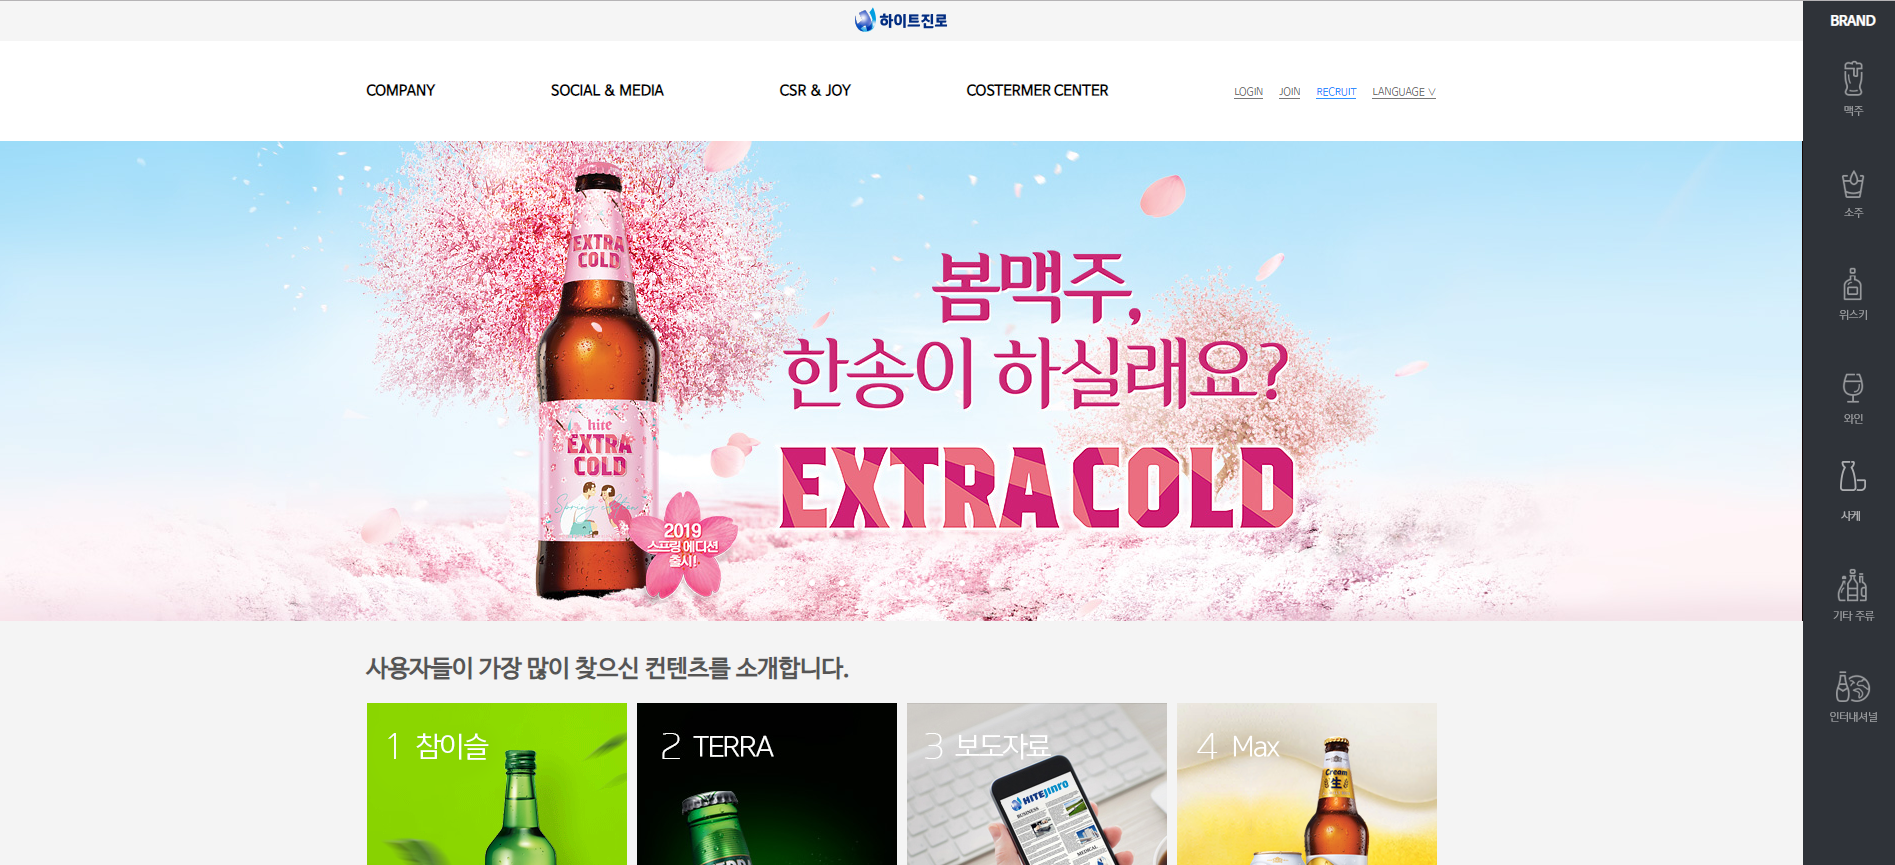 하이트진로
BRAND
COMPANY
SOCIAL & MEDIA
CSR & JOY
COSTERMER CENTER
LOGIN
JOIN
RECRUIT
LANGUAGE ∨
맥주
소주
위스키
와인
사케
기타 주류
인터내셔널
EXTRA
COLD
봄맥주,
한송이 하실래요?
EXTRA COLD
hite
EXTRA
COLD
2019
스프링 에디션
출시!
사용자들이 가장 많이 찾으신 컨텐츠를 소개합니다.
1 참이슬
2 TERRA
3 보도자료
4 Max
HITEJINRO
BUSINESS
MEDICAL
Cream
生